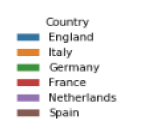 Country
England
Italy
Germany
France
Netherlands
Spain